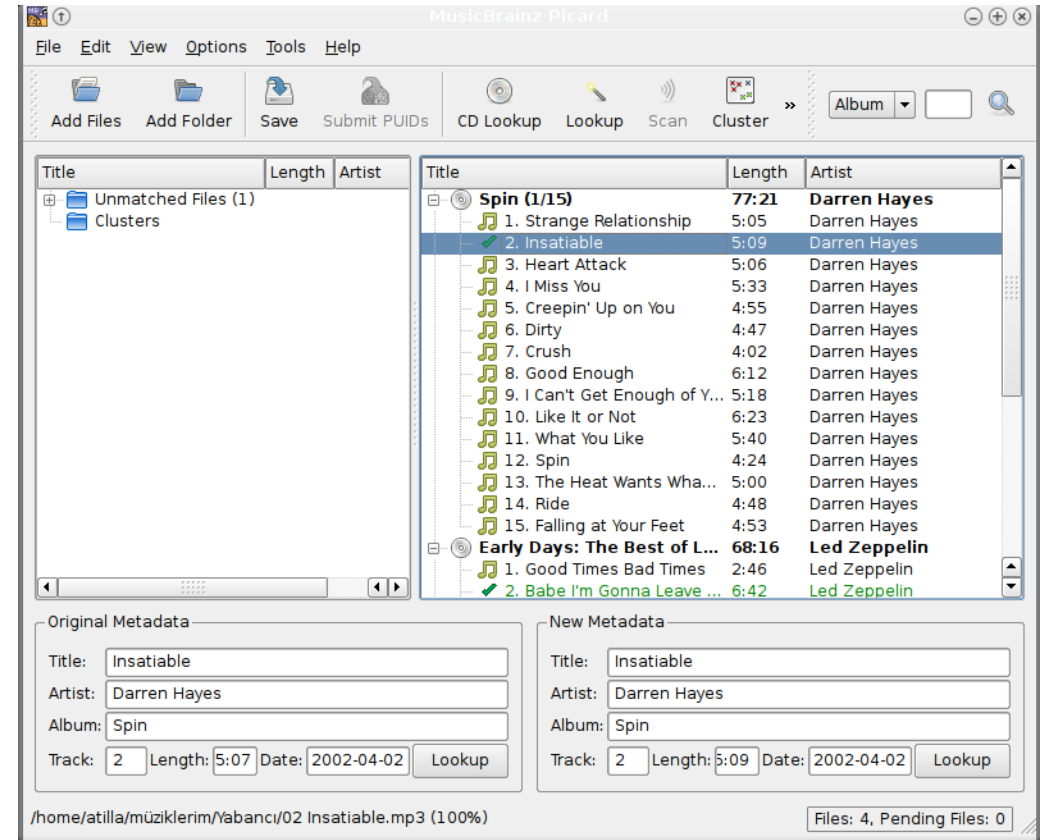 MusicBrainz Picard
File Edit View Options Tools Help
Add Files Add Folder Save Submit PUIDs CD Lookup Lookup Scan Cluster » Album
Title Length Artist
Unmatched Files (1)
Clusters
Title Length Artist
Spin (1/15) 77:21 Darren Hayes
1. Strange Relationship 5:05 Darren Hayes
2. Insatiable 5:09 Darren Hayes
3. Heart Attack 5:06 Darren Hayes
4. I Miss You 5:33 Darren Hayes
5. Creepin' Up on You 4:55 Darren Hayes
6. Dirty 4:47 Darren Hayes
7. Crush 4:02 Darren Hayes
8. Good Enough 6:12 Darren Hayes
9. I Can't Get Enough of Y... 5:18 Darren Hayes
10. Like It or Not 6:23 Darren Hayes
11. What You Like 5:40 Darren Hayes
12. Spin 4:24 Darren Hayes
13. The Heat Wants Wha... 5:00 Darren Hayes
14. Ride 4:48 Darren Hayes
15. Falling at Your Feet 4:53 Darren Hayes
Early Days: The Best of L... 68:16 Led Zeppelin
1. Good Times Bad Times 2:46 Led Zeppelin
2. Babe I'm Gonna Leave ... 6:42 Led Zeppelin
Original Metadata
Title: Insatiable
Artist: Darren Hayes
Album: Spin
Track: 2 Length: 5:07 Date: 2002-04-02 Lookup
New Metadata
Title: Insatiable
Artist: Darren Hayes
Album: Spin
Track: 2 Length: 5:09 Date: 2002-04-02 Lookup
/home/atilla/müziklerim/Yabancı/02 Insatiable.mp3 (100%)
Files: 4, Pending Files: 0